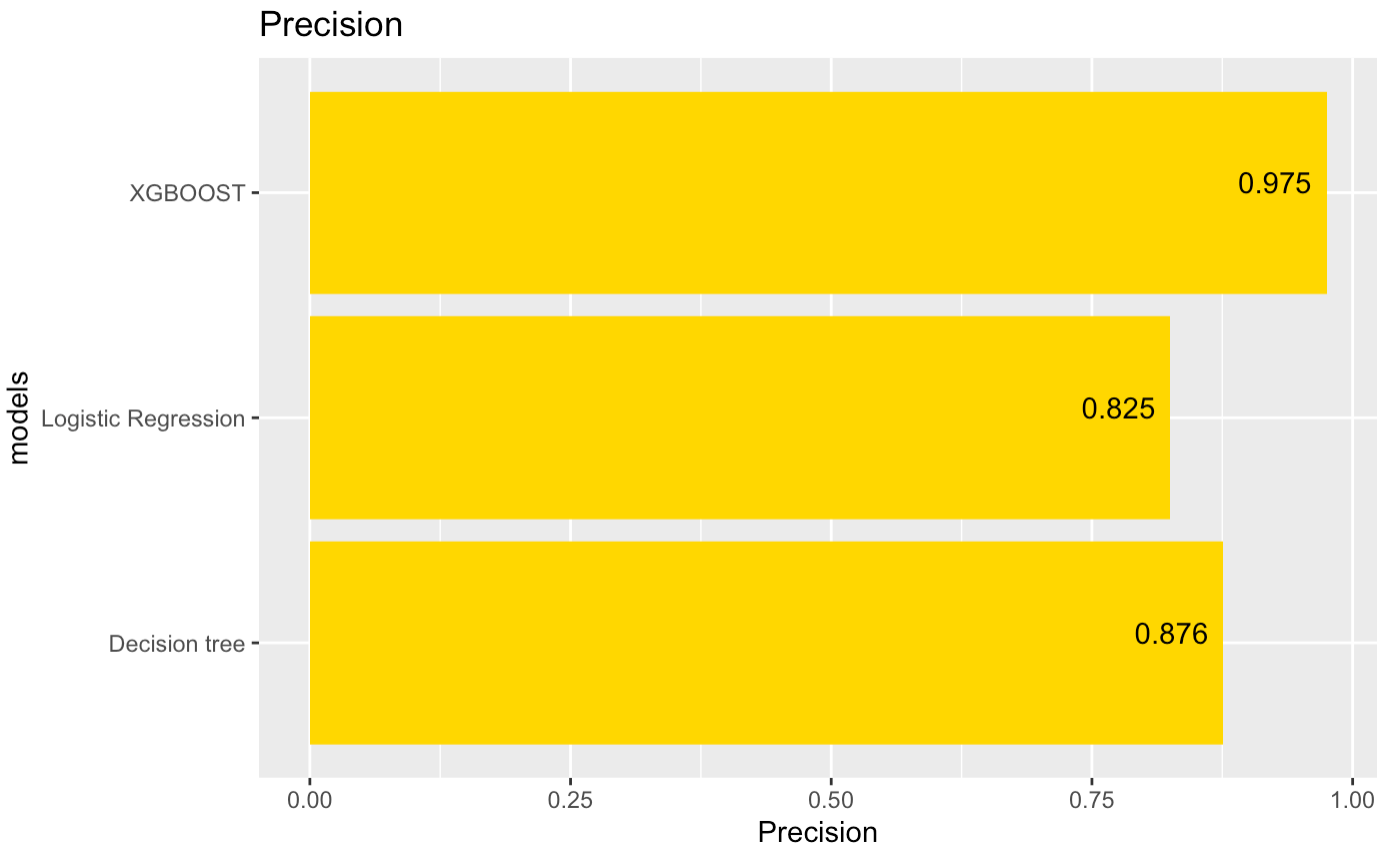 Precision
XGBOOST
0.975
models
Logistic Regression
0.825
Decision tree
0.876
0.00
0.25
0.50
0.75
1.00
Precision